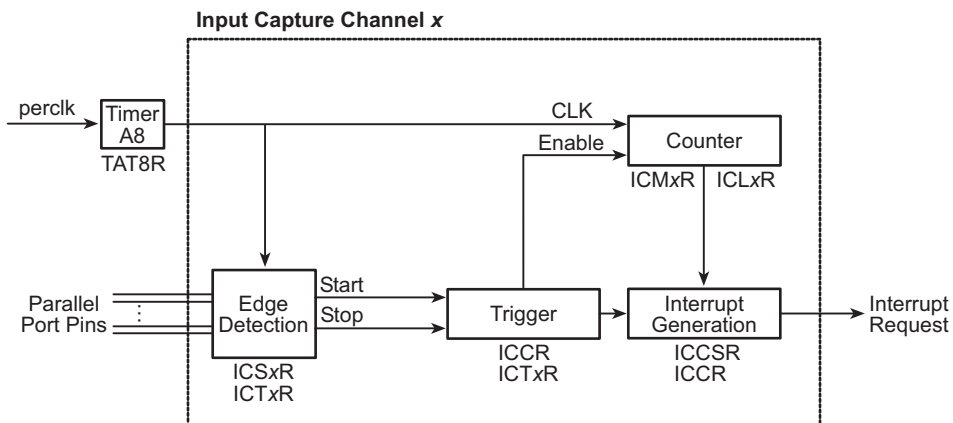 Input Capture Channel x
perclk
Timer
A8
TAT8R
CLK
Enable
Counter
ICMxR ICLxR
Parallel
Port Pins
Edge
Detection
ICSxR
ICTxR
Start
Stop
Trigger
ICCR
ICTxR
Interrupt
Generation
ICCSR
ICCR
Interrupt
Request